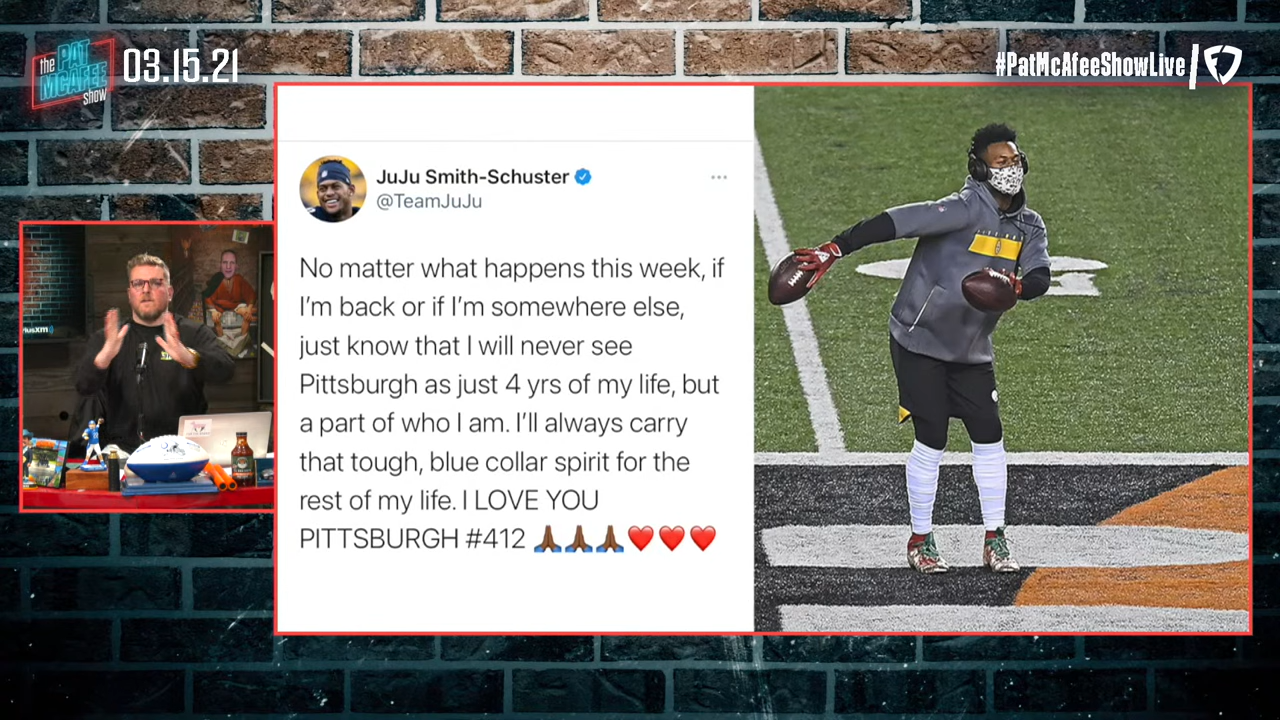 the
PAT
MCAFEE
show
03.15.21
#PatMcAfeeShowLive
JuJu Smith-Schuster
@TeamJuJu
No matter what happens this week, if
I'm back or if I'm somewhere else,
just know that I will never see
Pittsburgh as just 4 yrs of my life, but
a part of who I am. I'll always carry
that tough, blue collar spirit for the
rest of my life. I LOVE YOU
PITTSBURGH #412 🙏🏾🙏🏾🙏🏾❤️❤️❤️
iusxm